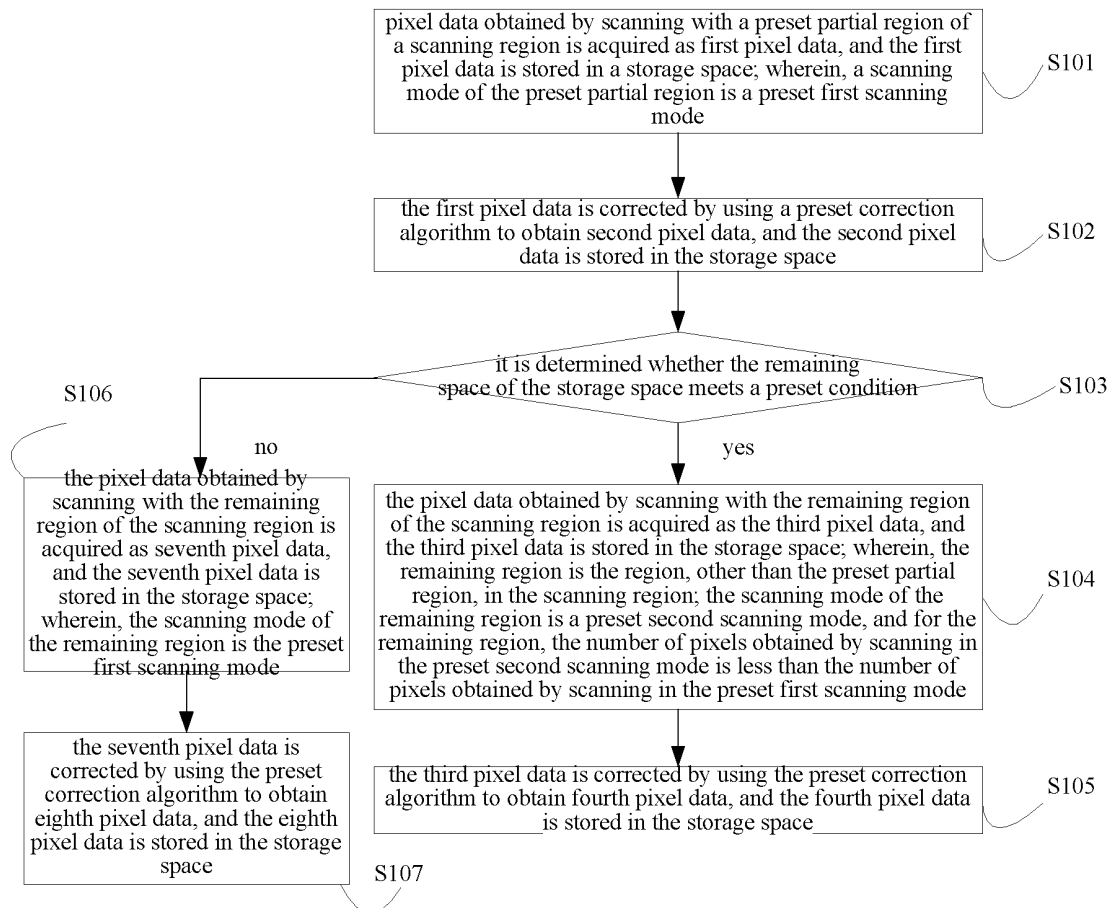 pixel data obtained by scanning with a preset partial region of
a scanning region is acquired as first pixel data, and the first
pixel data is stored in a storage space; wherein, a scanning
mode of the preset partial region is a preset first scanning
mode
S101
the first pixel data is corrected by using a preset correction
algorithm to obtain second pixel data, and the second pixel
data is stored in the storage space
S102
it is determined whether the remaining
space of the storage space meets a preset condition
S103
S106
no
yes
the pixel data obtained by
scanning with the remaining
region of the scanning region is
acquired as seventh pixel data,
and the seventh pixel data is
stored in the storage space;
wherein, the scanning mode of
the remaining region is the preset
first scanning mode
the pixel data obtained by scanning with the remaining region
of the scanning region is acquired as the third pixel data, and
the third pixel data is stored in the storage space; wherein, the
remaining region is the region, other than the preset partial
region, in the scanning region; the scanning mode of the
remaining region is a preset second scanning mode, and for the
remaining region, the number of pixels obtained by scanning in
the preset second scanning mode is less than the number of
pixels obtained by scanning in the preset first scanning mode
S104
the seventh pixel data is
corrected by using the preset
correction algorithm to obtain
eighth pixel data, and the eighth
pixel data is stored in the storage
space
S107
the third pixel data is corrected by using the preset correction
algorithm to obtain fourth pixel data, and the fourth pixel data
is stored in the storage space
S105